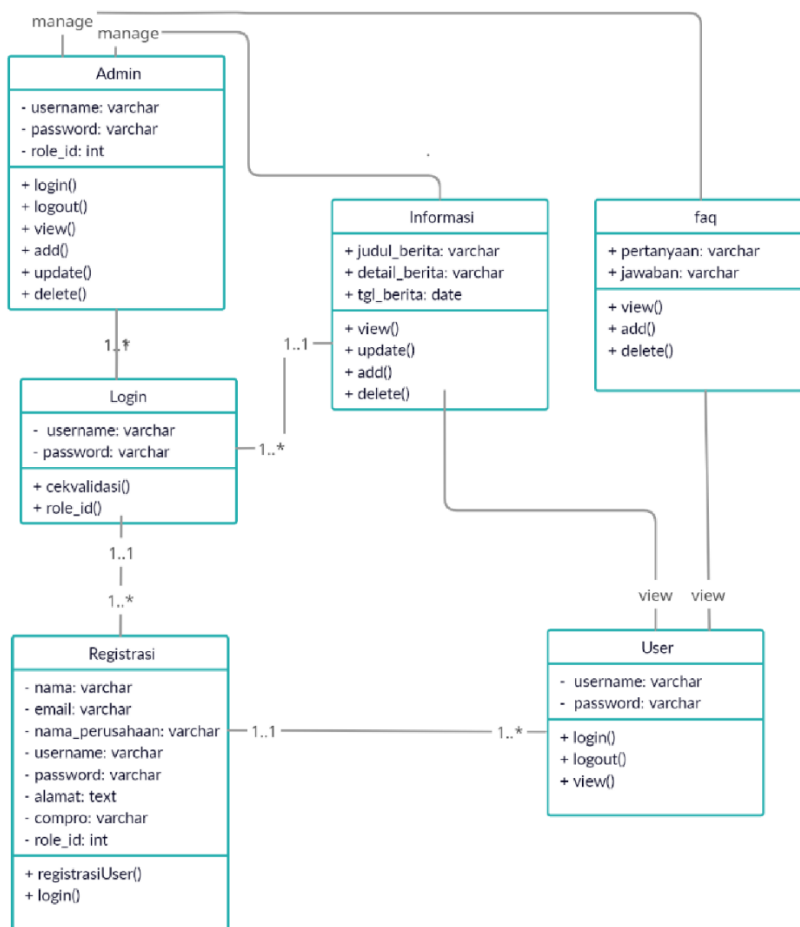 manage
manage
Admin
- username: varchar
- password: varchar
- role_id: int
+ login()
+ logout()
+ view()
+ add()
+ update()
+ delete()
Informasi
+ judul_berita: varchar
+ detail_berita: varchar
+ tgl_berita: date
+ view()
+ update()
+ add()
+ delete()
faq
+ pertanyaan: varchar
+ jawaban: varchar
+ view()
+ add()
+ delete()
1..1
Login
- username: varchar
- password: varchar
+ cekvalidasi()
+ role_id()
1..*
1..1
1..*
view
view
Registrasi
- nama: varchar
- email: varchar
- nama_perusahaan: varchar
- username: varchar
- password: varchar
- alamat: text
- compro: varchar
- role_id: int
+ registrasiUser()
+ login()
1..1
1..*
User
- username: varchar
- password: varchar
+ login()
+ logout()
+ view()